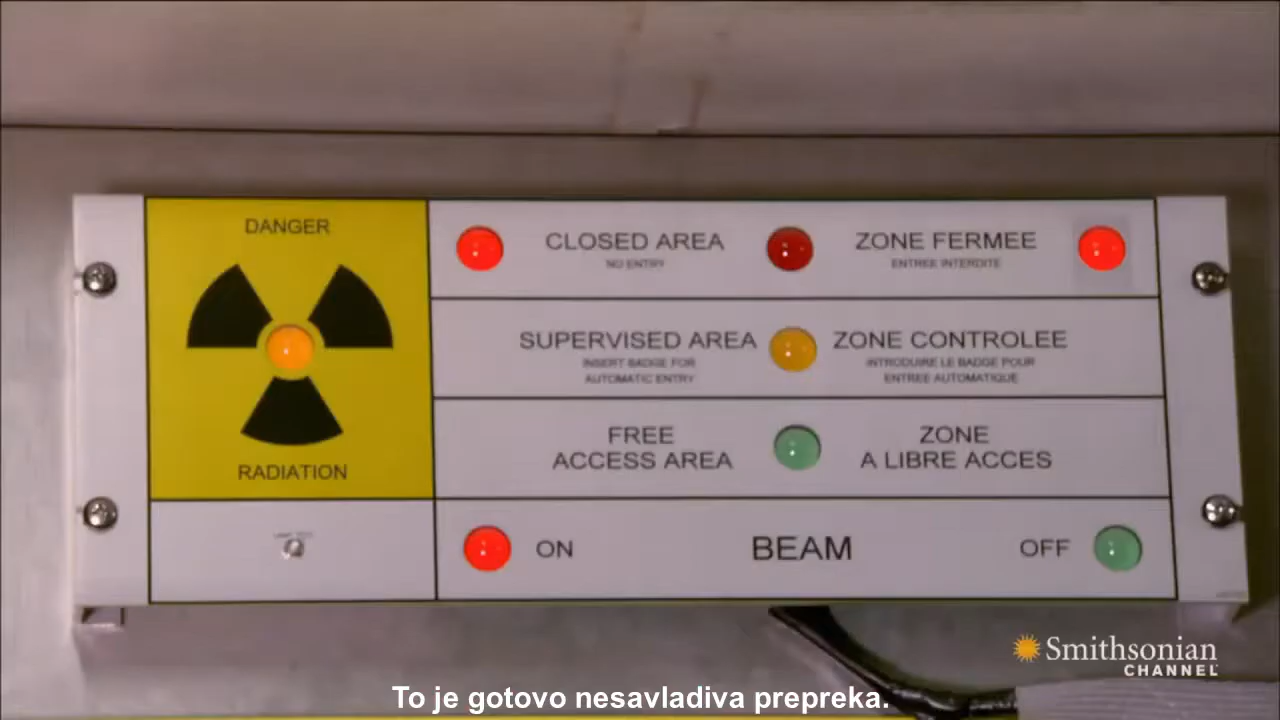 DANGER
RADIATION
CLOSED AREA
NO ENTRY
ZONE FERMEE
ENTREE INTERDITE
SUPERVISED AREA
INSERT BADGE FOR
AUTOMATIC ENTRY
ZONE CONTROLEE
INTRODUIRE LE BADGE POUR
ENTREE AUTOMATIQUE
FREE
ACCESS AREA
ZONE
A LIBRE ACCES
ON
BEAM
OFF
Smithsonian
CHANNEL
To je gotovo nesavladiva prepreka.